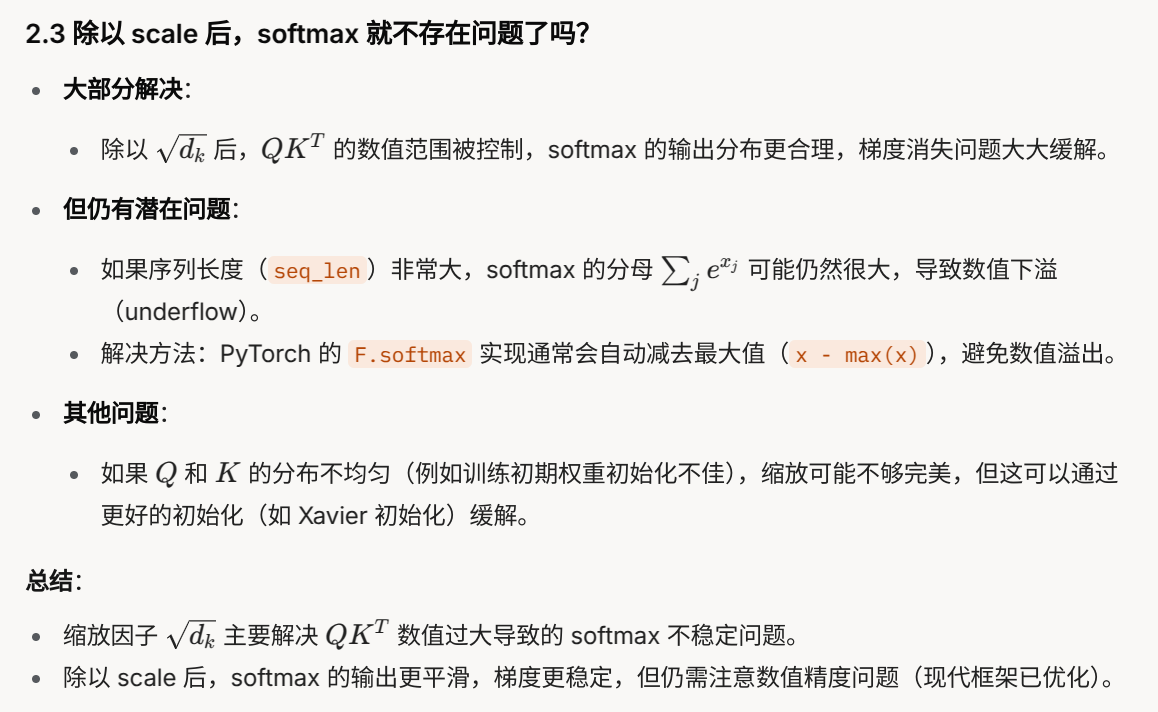 2.3 除以 scale 后，softmax 就不存在问题了吗？
大部分解决：
除以 √d_k 后，QK^T 的数值范围被控制，softmax 的输出分布更合理，梯度消失问题大大缓解。
但仍有潜在问题：
如果序列长度（seq_len）非常大，softmax 的分母 ∑_j e^{x_j} 可能仍然很大，导致数值下溢
（underflow）。
解决方法：PyTorch 的 F.softmax 实现通常会自动减去最大值（x - max(x)），避免数值溢出。
其他问题：
如果 Q 和 K 的分布不均匀（例如训练初期权重初始化不佳），缩放可能不够完美，但这可以通过
更好的初始化（如 Xavier 初始化）缓解。
总结：
缩放因子 √d_k 主要解决 QK^T 数值过大导致的 softmax 不稳定问题。
除以 scale 后，softmax 的输出更平滑，梯度更稳定，但仍需注意数值精度问题（现代框架已优化）。